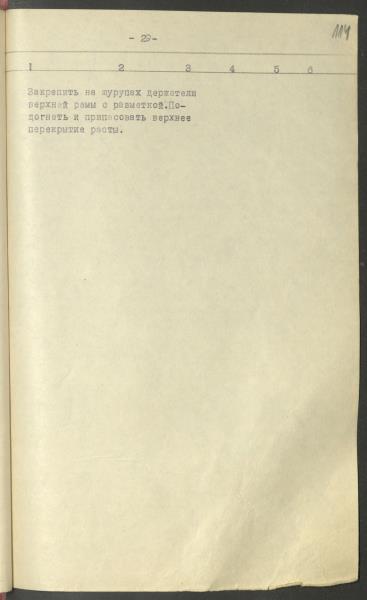 - 29-
114
1 2 3 4 5 6
Закрепить на шурупах держатели
верхней рамы с разметкой.По-
догнать и припасовать верхнее
перекрытие расты.